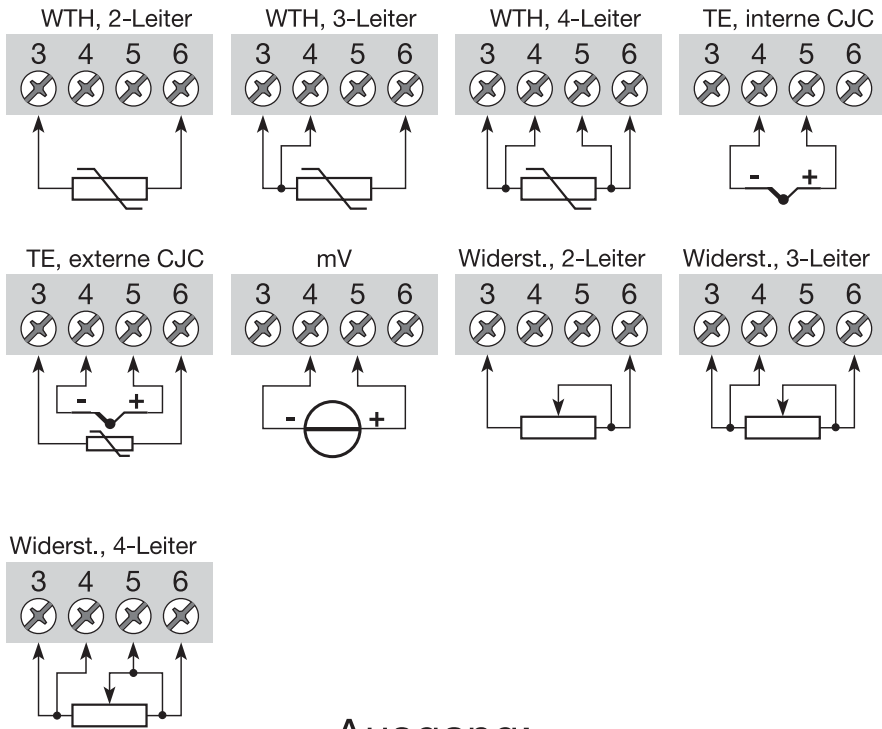 WTH, 2-Leiter
3 4 5 6
WTH, 3-Leiter
3 4 5 6
WTH, 4-Leiter
3 4 5 6
TE, interne CJC
3 4 5 6
- +
TE, externe CJC
3 4 5 6
- +
mV
3 4 5 6
- +
Widerst., 2-Leiter
3 4 5 6
Widerst., 3-Leiter
3 4 5 6
Widerst., 4-Leiter
3 4 5 6